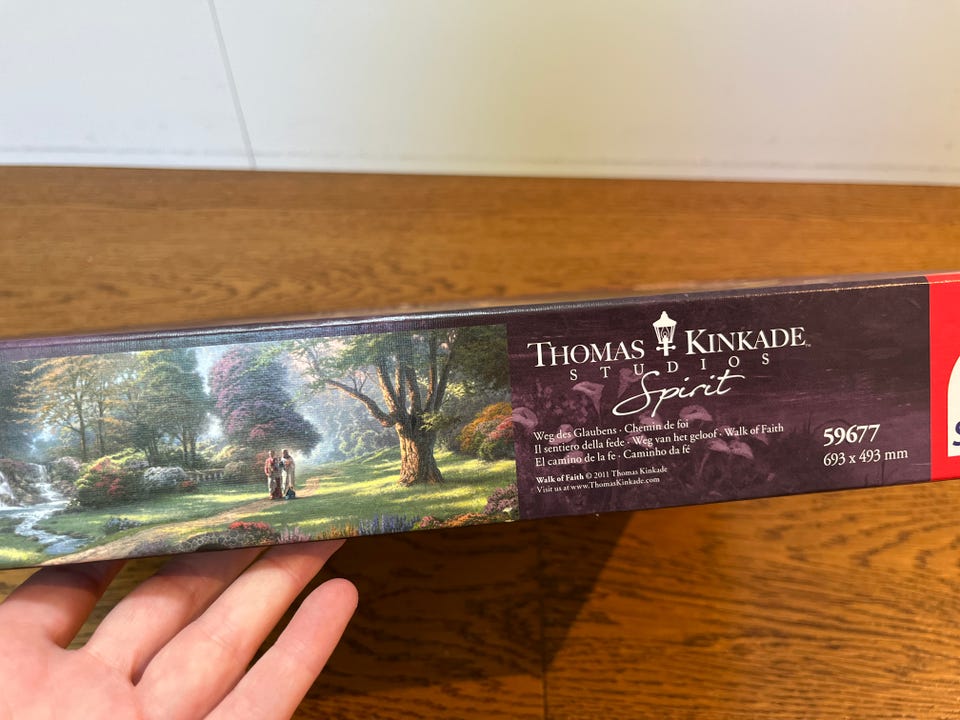 THOMAS KINKADE™
STUDIOS
Spirit
Weg des Glaubens · Chemin de foi
Il sentiero della fede · Weg van het geloof · Walk of Faith
El camino de la fe · Caminho da fé
Walk of Faith © 2011 Thomas Kinkade
Visit us at www.ThomasKinkade.com
59677
693 x 493 mm
S